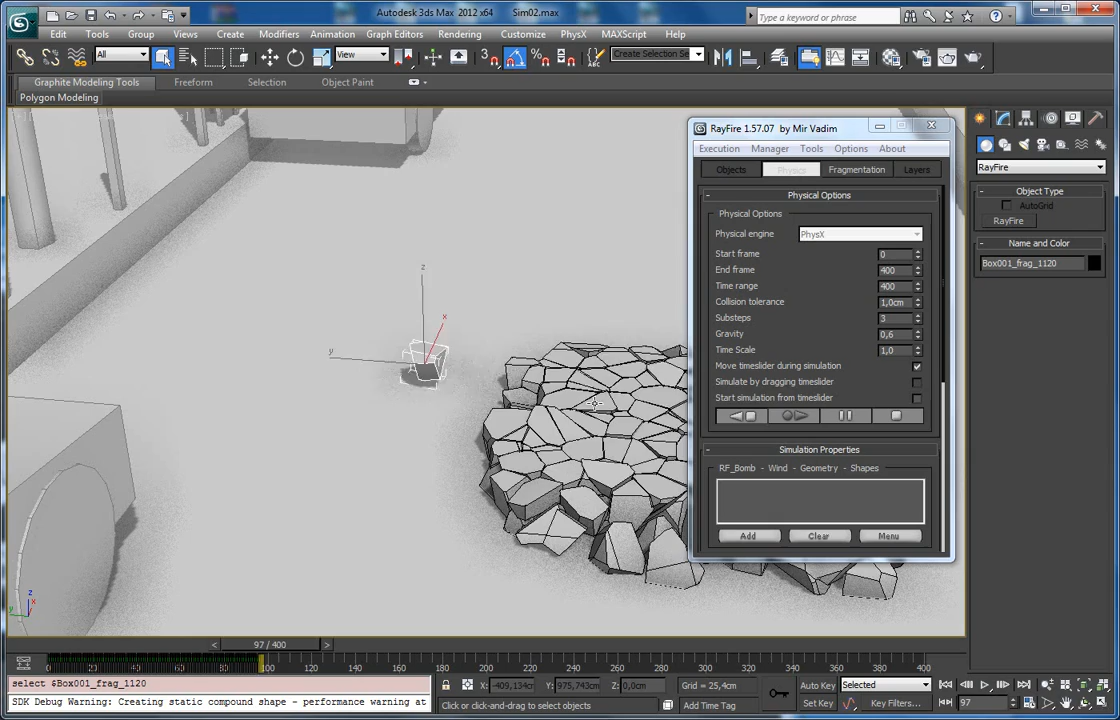 Autodesk 3ds Max 2012 x64 Sim02.max
Type a keyword or phrase
Edit Tools Group Views Create Modifiers Animation Graph Editors Rendering Customize PhysX MAXScript Help
All View 3 Create Selection Se
Graphite Modeling Tools Freeform Selection Object Paint
Polygon Modeling
RayFire 1.57.07 by Mir Vadim
Execution Manager Tools Options About
Objects Physics Fragmentation Layers
Physical Options
Physical Options
Physical engine PhysX
Start frame 0
End frame 400
Time range 400
Collision tolerance 1,0cm
Substeps 3
Gravity 0,6
Time Scale 1,0
Move timeslider during simulation
Simulate by dragging timeslider
Start simulation from timeslider
Simulation Properties
RF_Bomb - Wind - Geometry - Shapes
Add Clear Menu
RayFire
Object Type
AutoGrid
RayFire
Name and Color
Box001_frag_1120
z
x
y
z
x
y
< 97 / 400 >
0 20 100 120 140 160 180 200 220 240 260 280 300 320 340 360 380 400
select $Box001_frag_1120
SDK Debug Warning: Creating static compound shape - performance warning at
X: -409,134cm Y: 975,743cm Z: 0,0cm Grid = 25,4cm
Click or click-and-drag to select objects
Add Time Tag
Auto Key Selected
Set Key Key Filters...
97